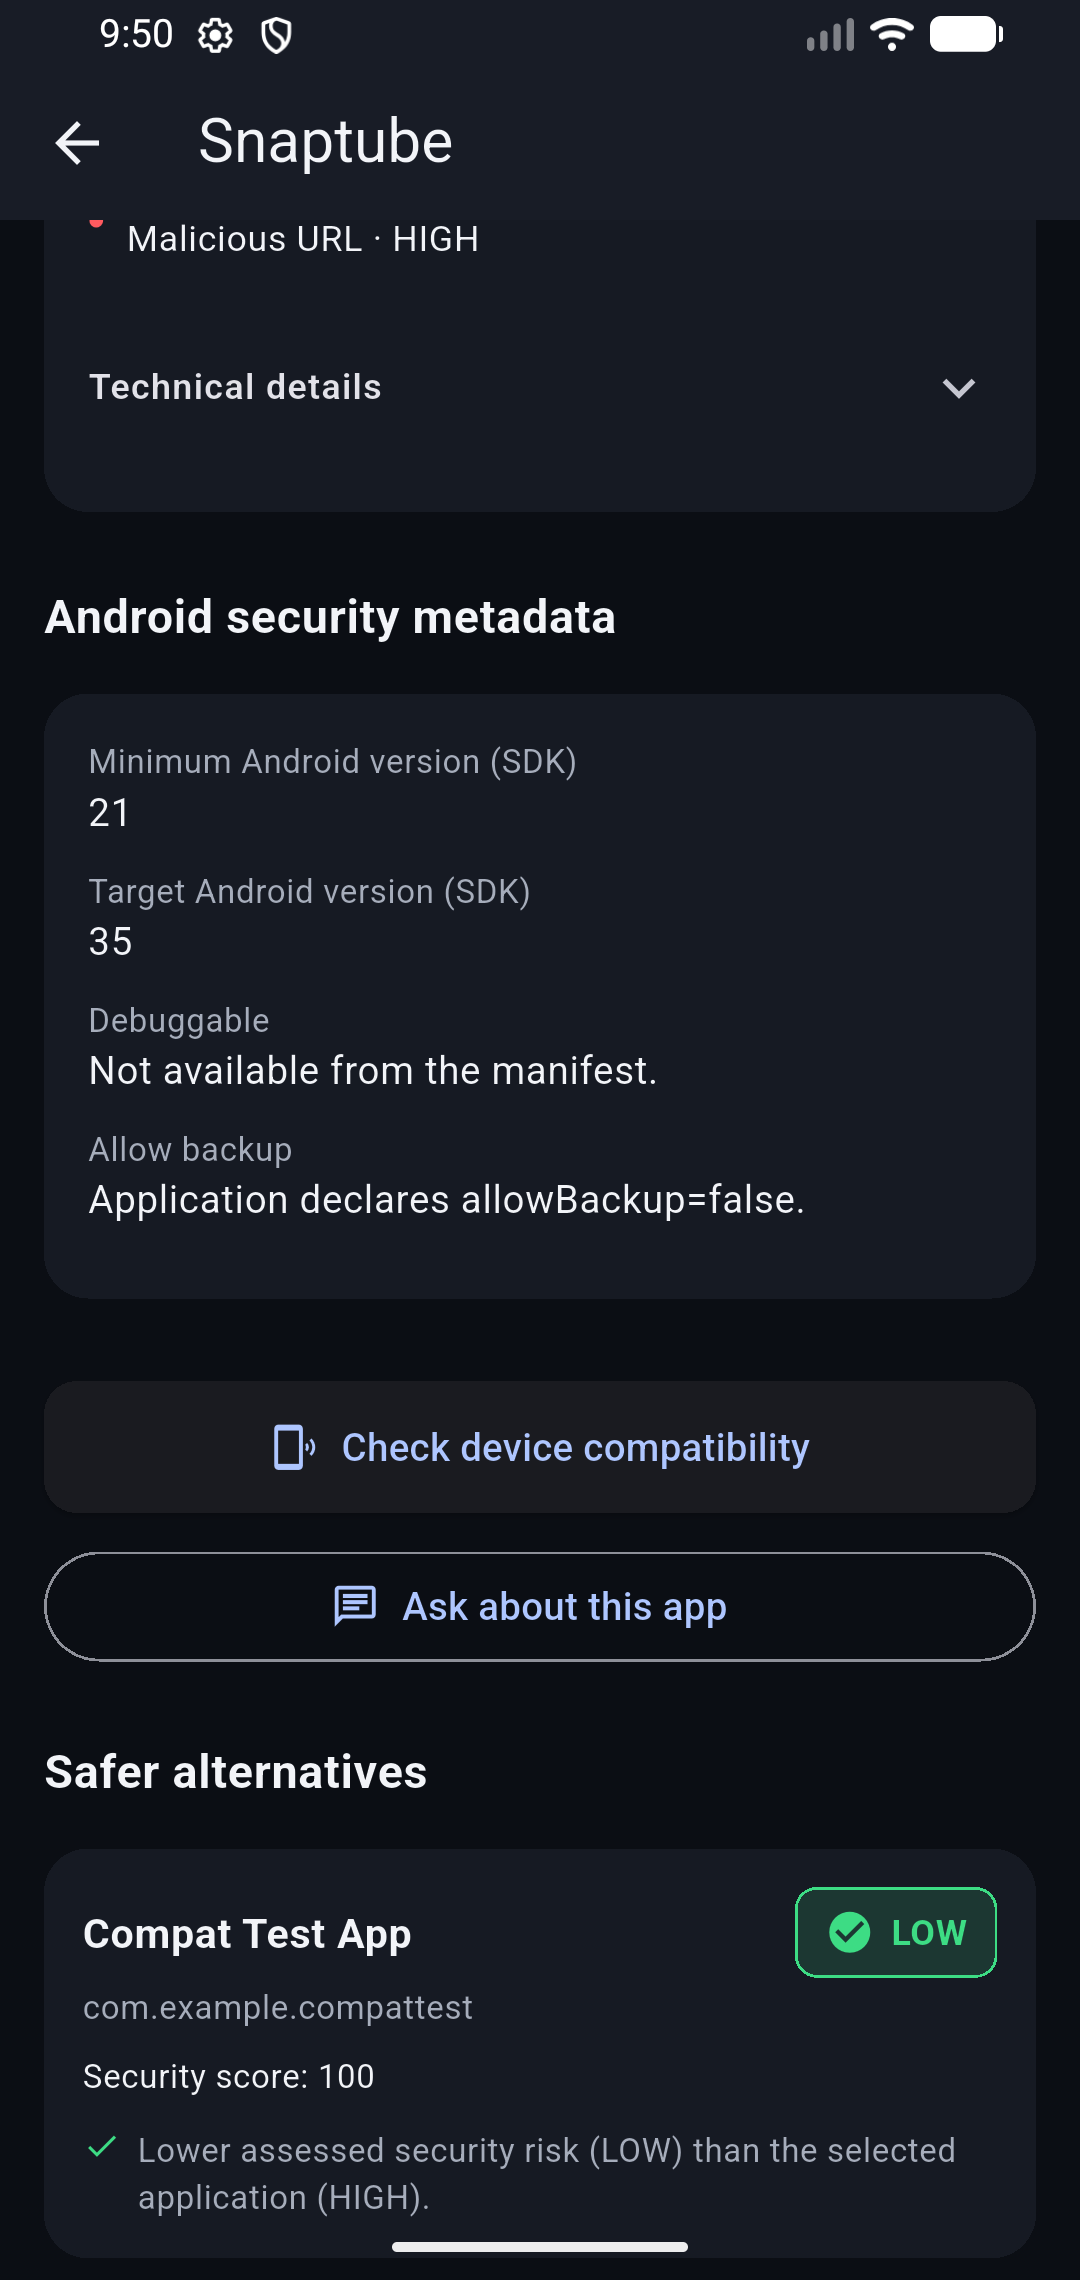 9:50
Snaptube
Malicious URL · HIGH
Technical details
Android security metadata
Minimum Android version (SDK)
21
Target Android version (SDK)
35
Debuggable
Not available from the manifest.
Allow backup
Application declares allowBackup=false.
Check device compatibility
Ask about this app
Safer alternatives
Compat Test App
LOW
com.example.compattest
Security score: 100
Lower assessed security risk (LOW) than the selected
application (HIGH).